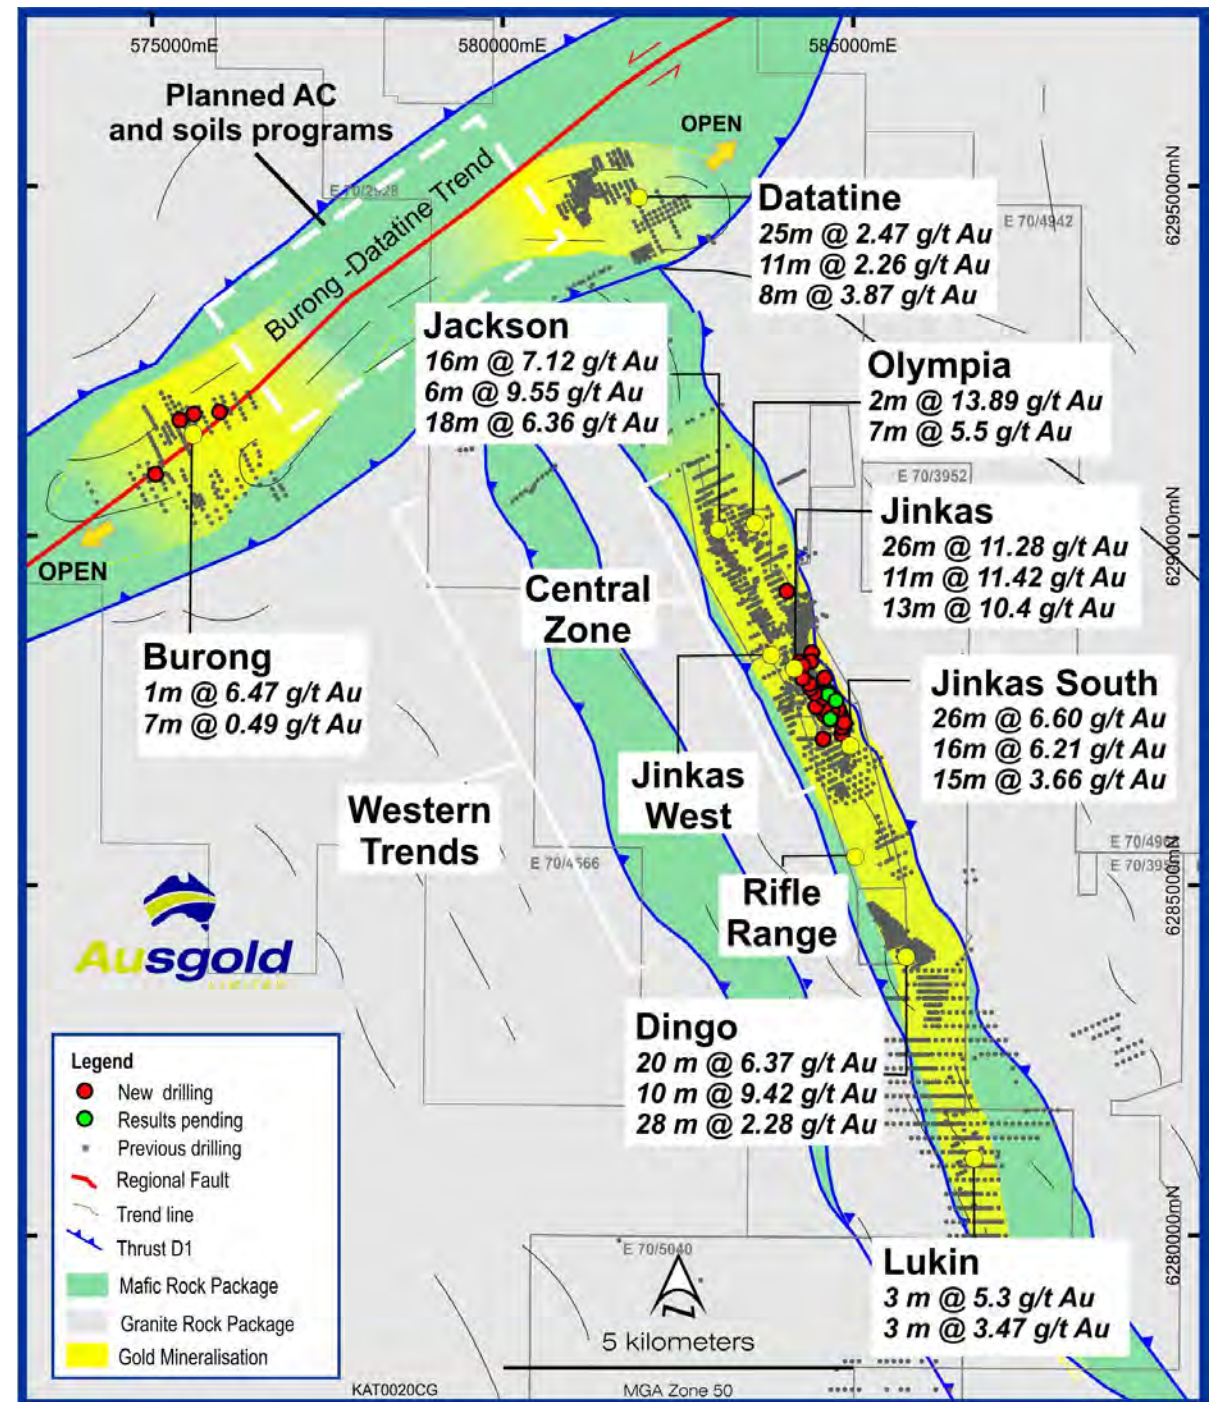 575000mE
580000mE
585000mE
Planned AC
and soils programs
OPEN
6295000mN
E 70/2928
Burong -Datatine Trend
Datatine
25m @ 2.47 g/t Au
11m @ 2.26 g/t Au
8m @ 3.87 g/t Au
E 70/4942
Jackson
16m @ 7.12 g/t Au
6m @ 9.55 g/t Au
18m @ 6.36 g/t Au
Olympia
2m @ 13.89 g/t Au
7m @ 5.5 g/t Au
E 70/3952
Jinkas
26m @ 11.28 g/t Au
11m @ 11.42 g/t Au
13m @ 10.4 g/t Au
6290000mN
OPEN
Central
Zone
Burong
1m @ 6.47 g/t Au
7m @ 0.49 g/t Au
Jinkas South
26m @ 6.60 g/t Au
16m @ 6.21 g/t Au
15m @ 3.66 g/t Au
Jinkas
West
Western
Trends
E 70/4566
E 70/395
6285000mN
Rifle
Range
Ausgold
Dingo
20 m @ 6.37 g/t Au
10 m @ 9.42 g/t Au
28 m @ 2.28 g/t Au
Legend
New drilling
Results pending
Previous drilling
Regional Fault
Trend line
Thrust D1
Mafic Rock Package
Granite Rock Package
Gold Mineralisation
6280000mN
E 70/5040
Lukin
3 m @ 5.3 g/t Au
3 m @ 3.47 g/t Au
N
5 kilometers
KAT0020CG
MGA Zone 50